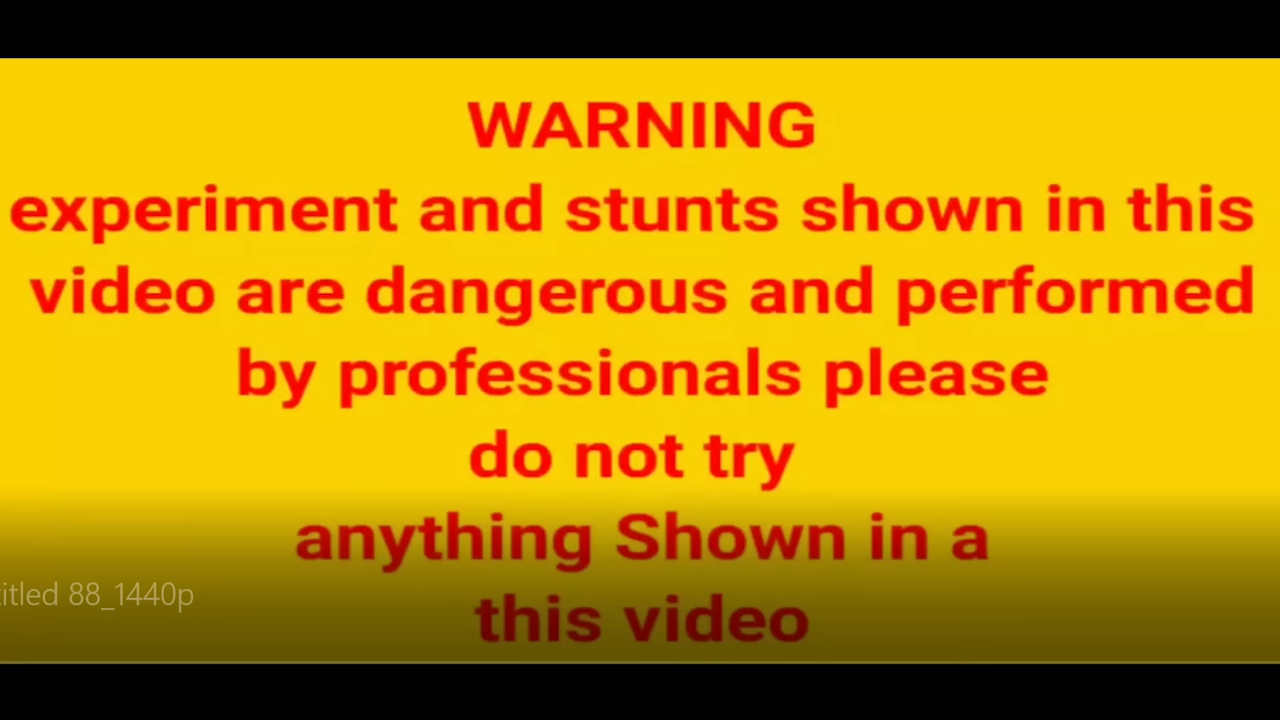 WARNING
experiment and stunts shown in this
video are dangerous and performed
by professionals please
do not try
anything Shown in a
this video
titled 88_1440p